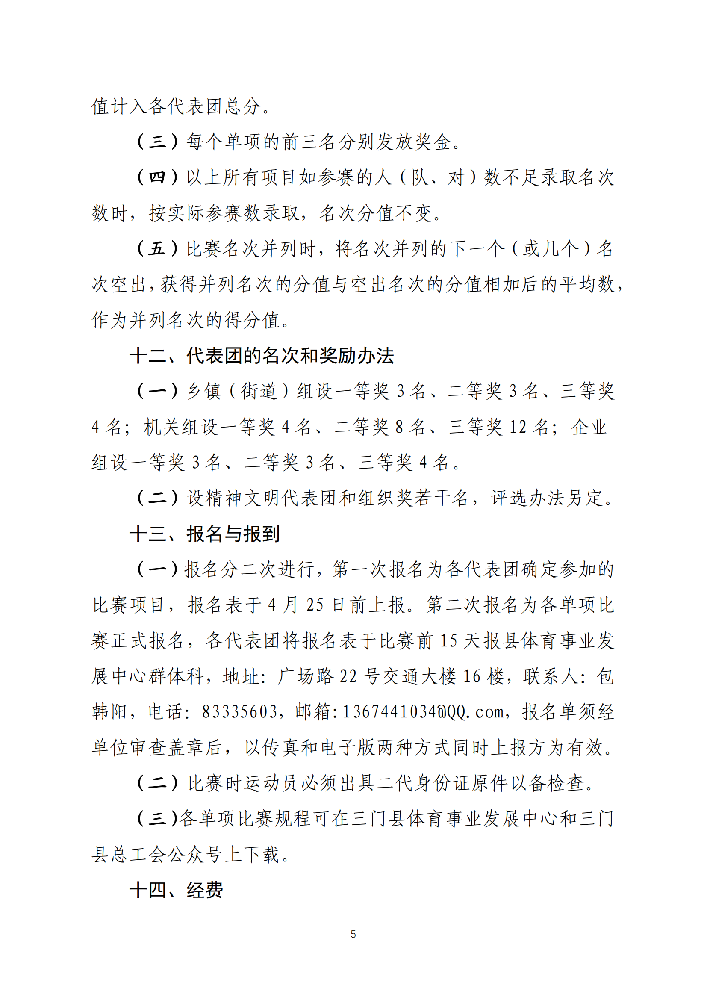 值计入各代表团总分。
（三）每个单项的前三名分别发放奖金。
（四）以上所有项目如参赛的人（队、对）数不足录取名次
数时，按实际参赛数录取，名次分值不变。
（五）比赛名次并列时，将名次并列的下一个（或几个）名
次空出，获得并列名次的分值与空出名次的分值相加后的平均数，
作为并列名次的得分值。
十二、代表团的名次和奖励办法
（一）乡镇（街道）组设一等奖 3 名、二等奖 3 名、三等奖
4 名；机关组设一等奖 4 名、二等奖 8 名、三等奖 12 名；企业
组设一等奖 3 名、二等奖 3 名、三等奖 4 名。
（二）设精神文明代表团和组织奖若干名，评选办法另定。
十三、报名与报到
（一）报名分二次进行，第一次报名为各代表团确定参加的
比赛项目，报名表于 4 月 25 日前上报。第二次报名为各单项比
赛正式报名，各代表团将报名表于比赛前 15 天报县体育事业发
展中心群体科，地址：广场路 22 号交通大楼 16 楼，联系人：包
韩阳，电话：83335603，邮箱:1367441034@QQ.com，报名单须经
单位审查盖章后，以传真和电子版两种方式同时上报方为有效。
（二）比赛时运动员必须出具二代身份证原件以备检查。
（三)各单项比赛规程可在三门县体育事业发展中心和三门
县总工会公众号上下载。
十四、经费
5